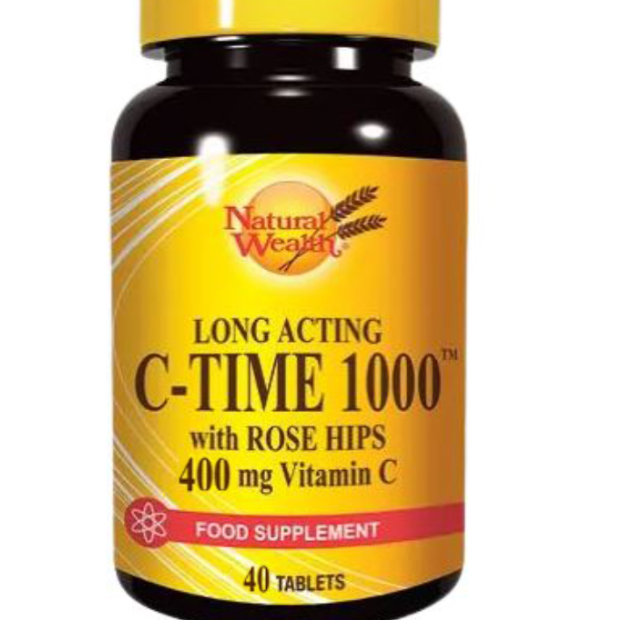 Natural
Wealth®
LONG ACTING
C-TIME 1000™
with ROSE HIPS
400 mg Vitamin C
FOOD SUPPLEMENT
40 TABLETS